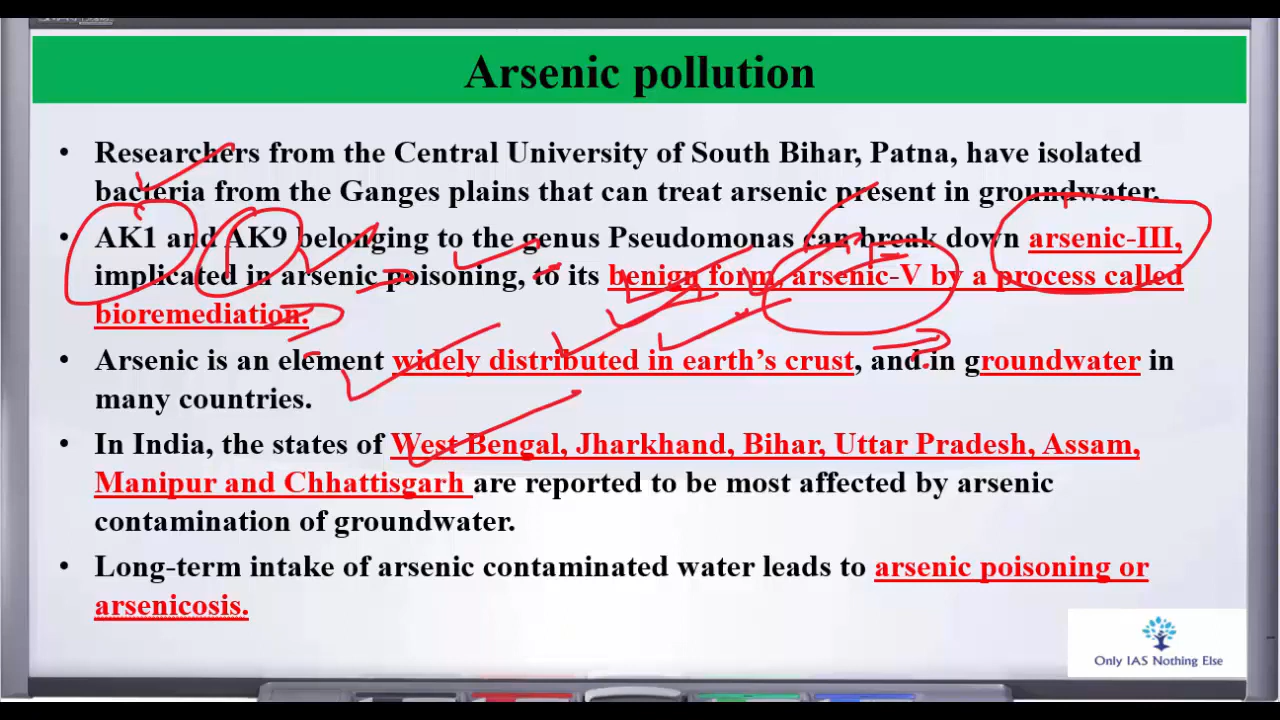 Arsenic pollution
• Researchers from the Central University of South Bihar, Patna, have isolated
bacteria from the Ganges plains that can treat arsenic present in groundwater.
• AK1 and AK9 belonging to the genus Pseudomonas can break down arsenic-III,
implicated in arsenic poisoning, to its benign form, arsenic-V by a process called
bioremediation.
• Arsenic is an element widely distributed in earth’s crust, and in groundwater in
many countries.
• In India, the states of West Bengal, Jharkhand, Bihar, Uttar Pradesh, Assam,
Manipur and Chhattisgarh are reported to be most affected by arsenic
contamination of groundwater.
• Long-term intake of arsenic contaminated water leads to arsenic poisoning or
arsenicosis.
Only IAS Nothing Else